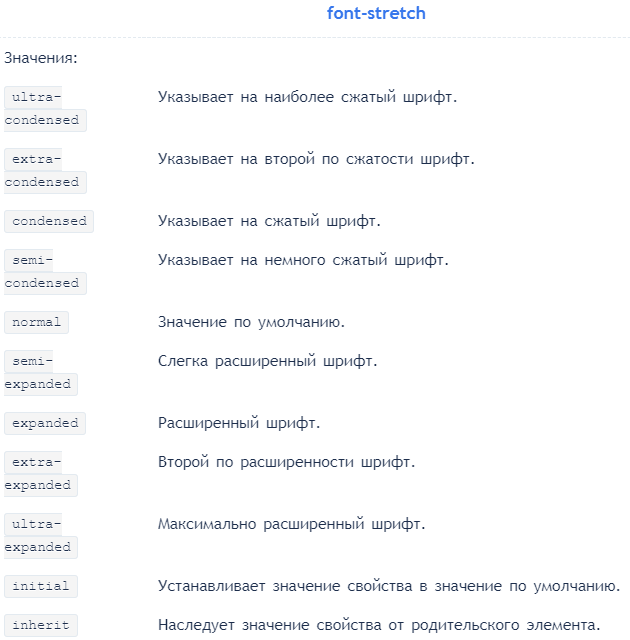 font-stretch
Значения:
ultra-
condensed
Указывает на наиболее сжатый шрифт.
extra-
condensed
Указывает на второй по сжатости шрифт.
condensed
Указывает на сжатый шрифт.
semi-
condensed
Указывает на немного сжатый шрифт.
normal
Значение по умолчанию.
semi-
expanded
Слегка расширенный шрифт.
expanded
Расширенный шрифт.
extra-
expanded
Второй по расширенности шрифт.
ultra-
expanded
Максимально расширенный шрифт.
initial
Устанавливает значение свойства в значение по умолчанию.
inherit
Наследует значение свойства от родительского элемента.